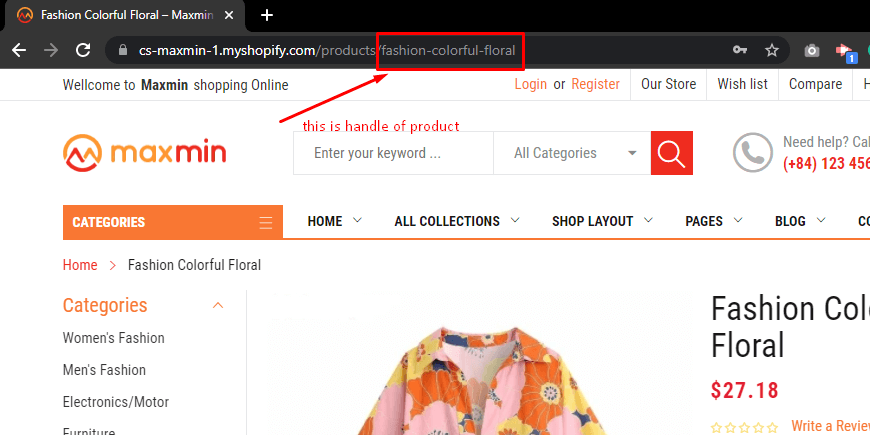 Fashion Colorful Floral – Maxmin
cs-maxmin-1.myshopify.com/products/fashion-colorful-floral
1
Wellcome to Maxmin shopping Online
Login or Register
Our Store
Wish list
Compare
this is handle of product
maxmin
Enter your keyword ...
All Categories
Need help? Cal
(+84) 123 456
CATEGORIES
HOME
ALL COLLECTIONS
SHOP LAYOUT
PAGES
BLOG
Home > Fashion Colorful Floral
Categories
Women's Fashion
Men's Fashion
Electronics/Motor
Furniture
Fashion Col
Floral
$27.18
Write a Review